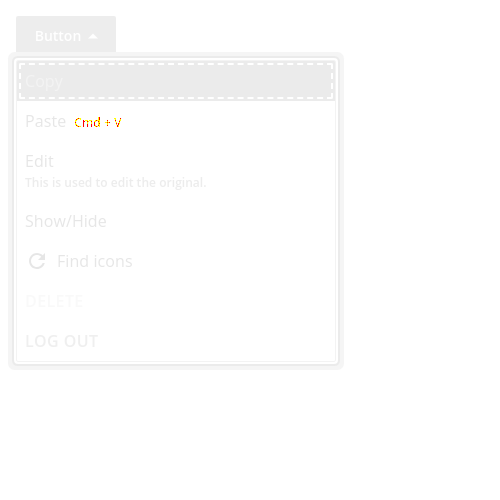 Button
Copy
Paste Cmd + V
Edit
This is used to edit the original.
Show/Hide
Find icons
DELETE
LOG OUT